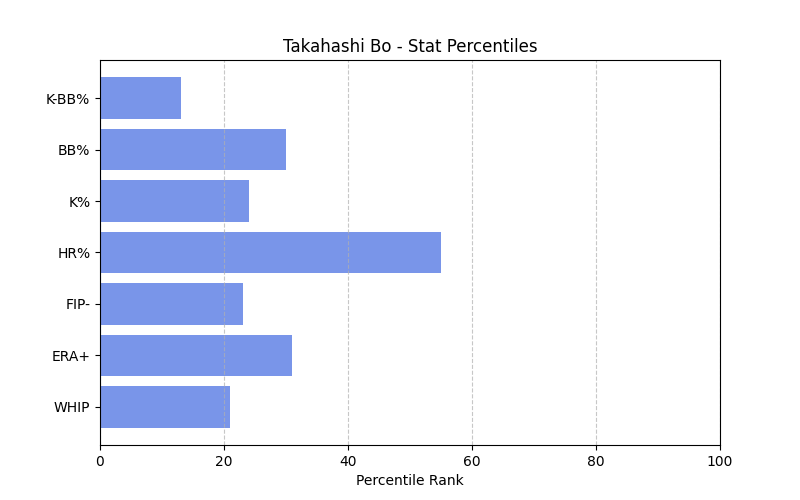 Takahashi Bo - Stat Percentiles
K-BB%
BB%
K%
HR%
FIP-
ERA+
WHIP
0 20 40 60 80 100
Percentile Rank